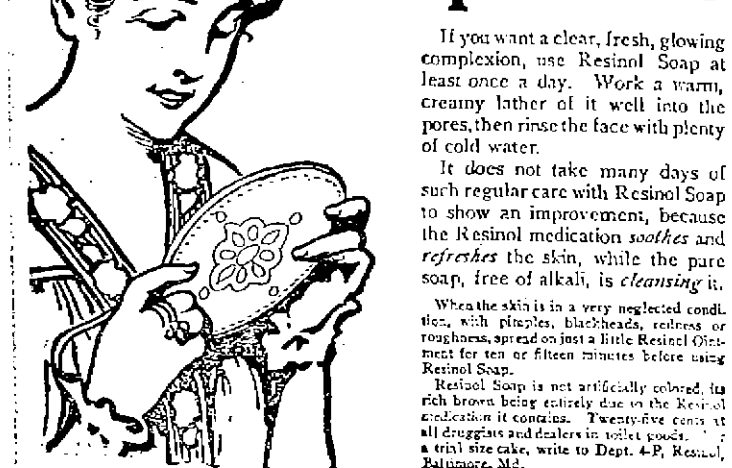 If you want a clear, fresh, glowing
complexion, use Resinol Soap at
least once a day. Work a warm,
creamy lather of it well into the
pores, then rinse the face with plenty
of cold water.
It does not take many days of
such regular care with Resinol Soap
to show an improvement, because
the Resinol medication soothes and
refreshes the skin, while the pure
soap, free of alkali, is cleansing it.
When the skin is in a very neglected condi-
tion, with pimples, blackheads, redness or
roughness, spread on just a little Resinol Oint-
ment for ten or fifteen minutes before using
Resinol Soap.
Resinol Soap is not artificially colored, its
rich brown being entirely due to the Resinol
medication it contains. Twenty-five cents at
all druggists and dealers in toilet goods.
a trial size cake, write to Dept. 4-P, Resinol,
Baltimore, Md.